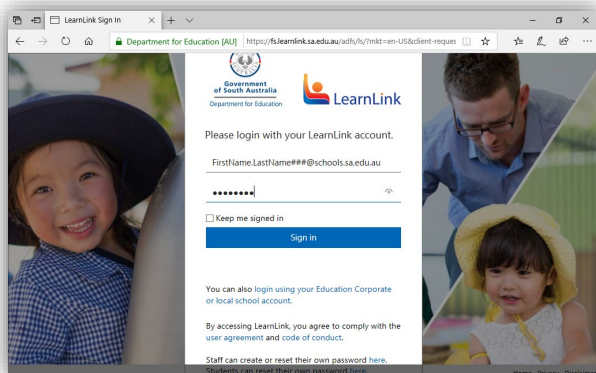 LearnLink Sign In
Department for Education [AU] https://fs.learnlink.sa.edu.au/adfs/ls/?mkt=en-US&client-reques
Government
of South Australia
Department for Education
LearnLink
Please login with your LearnLink account.
FirstName.LastName###@schools.sa.edu.au
••••••••
Keep me signed in
Sign in
You can also login using your Education Corporate
or local school account.
By accessing LearnLink, you agree to comply with the
user agreement and code of conduct.
Staff can create or reset their own password here.
Students can reset their own password here.
Home Privacy Disclaimer